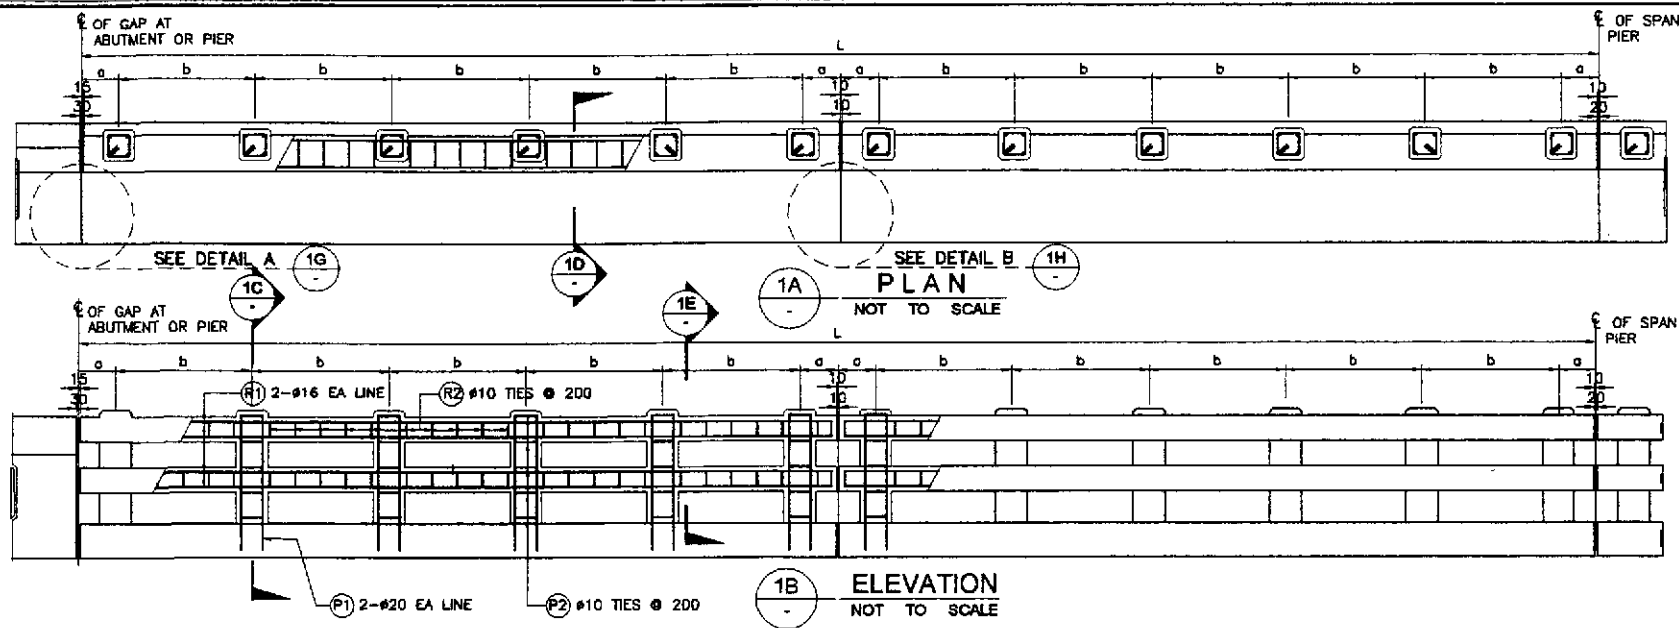 ℄ OF GAP AT
ABUTMENT OR PIER
℄ OF SPAN
PIER
L
a b b b b b a a b b b b b a
15
30
10
10
10
20
SEE DETAIL A
1G
-
1C
-
1D
-
SEE DETAIL B
1H
-
1A
-
PLAN
NOT TO SCALE
℄ OF GAP AT
ABUTMENT OR PIER
1E
-
℄ OF SPAN
PIER
L
a b b b b b a a b b b b b a
15
30
10
10
10
20
R1 2-ø16 EA LINE
R2 ø10 TIES @ 200
P1 2-ø20 EA LINE
P2 ø10 TIES @ 200
1B
-
ELEVATION
NOT TO SCALE